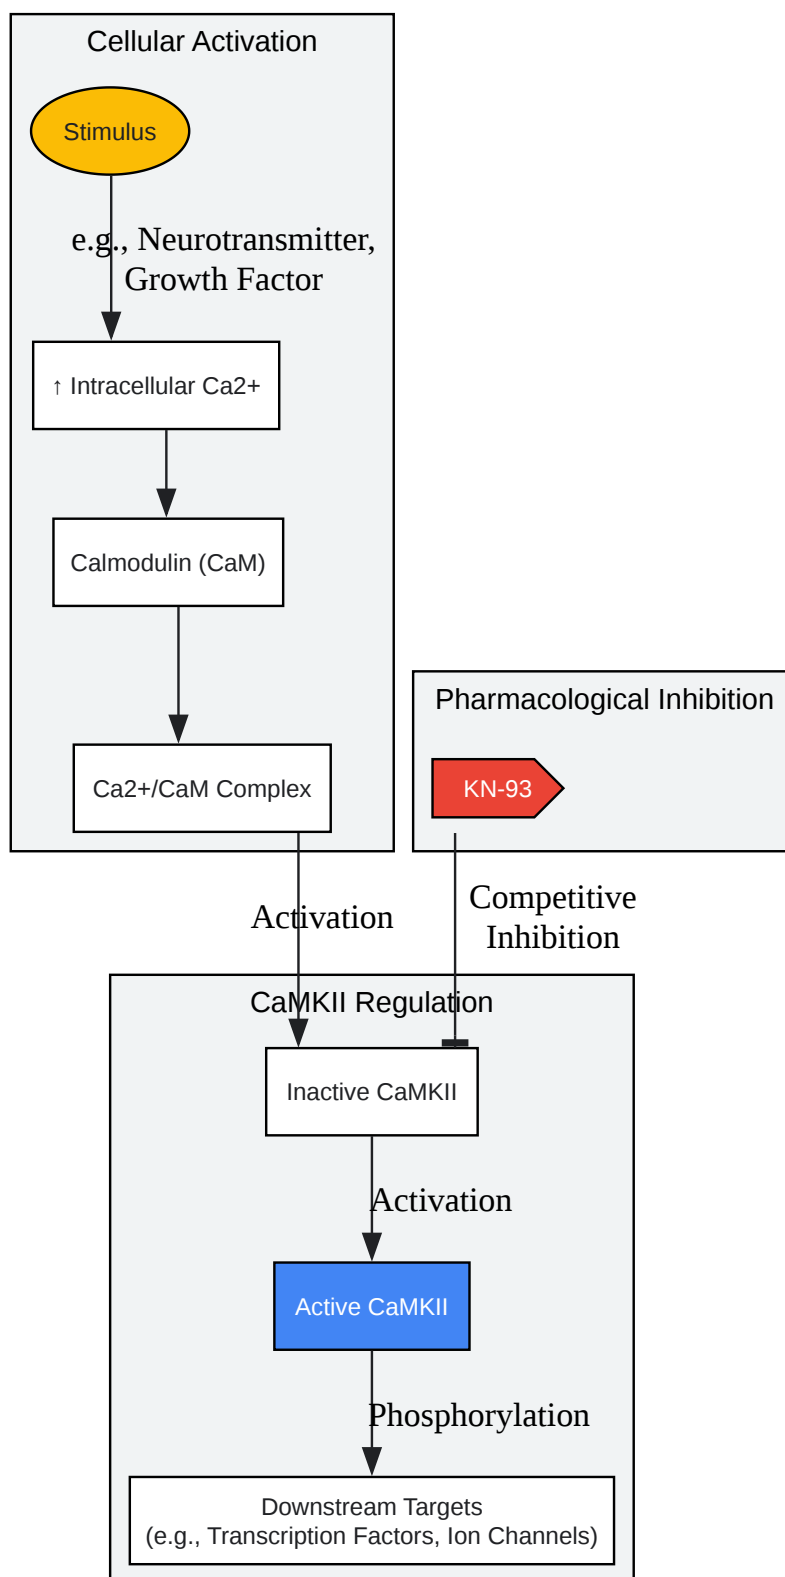 Cellular Activation
Stimulus
e.g., Neurotransmitter,
Growth Factor
↑ Intracellular Ca2+
Calmodulin (CaM)
Ca2+/CaM Complex
Pharmacological Inhibition
KN-93
Activation
Competitive
Inhibition
CaMKII Regulation
Inactive CaMKII
Activation
Active CaMKII
Phosphorylation
Downstream Targets
(e.g., Transcription Factors, Ion Channels)